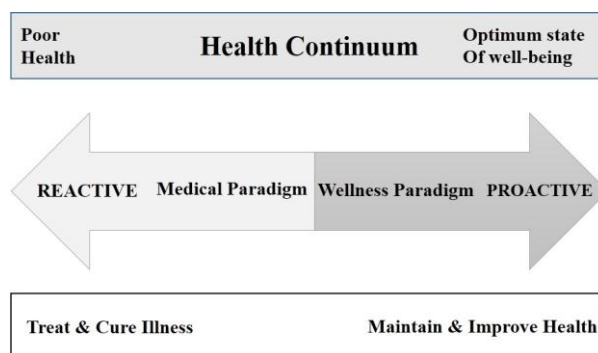 Poor Health Continuum Optimum state
Health Of well-being
REACTIVE Medical Paradigm Wellness Paradigm PROACTIVE
Treat & Cure Illness Maintain & Improve Health